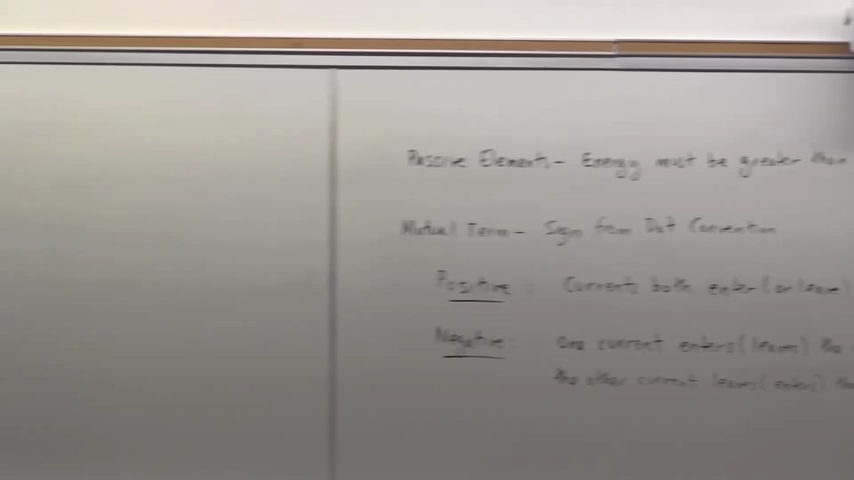 Passive Elements - Energy must be greater than
Mutual Term - Sign from Dot Convention
Positive : Currents both enter (or leave)
Negative : one current enters (leaves) the
the other current leaves (enters) the